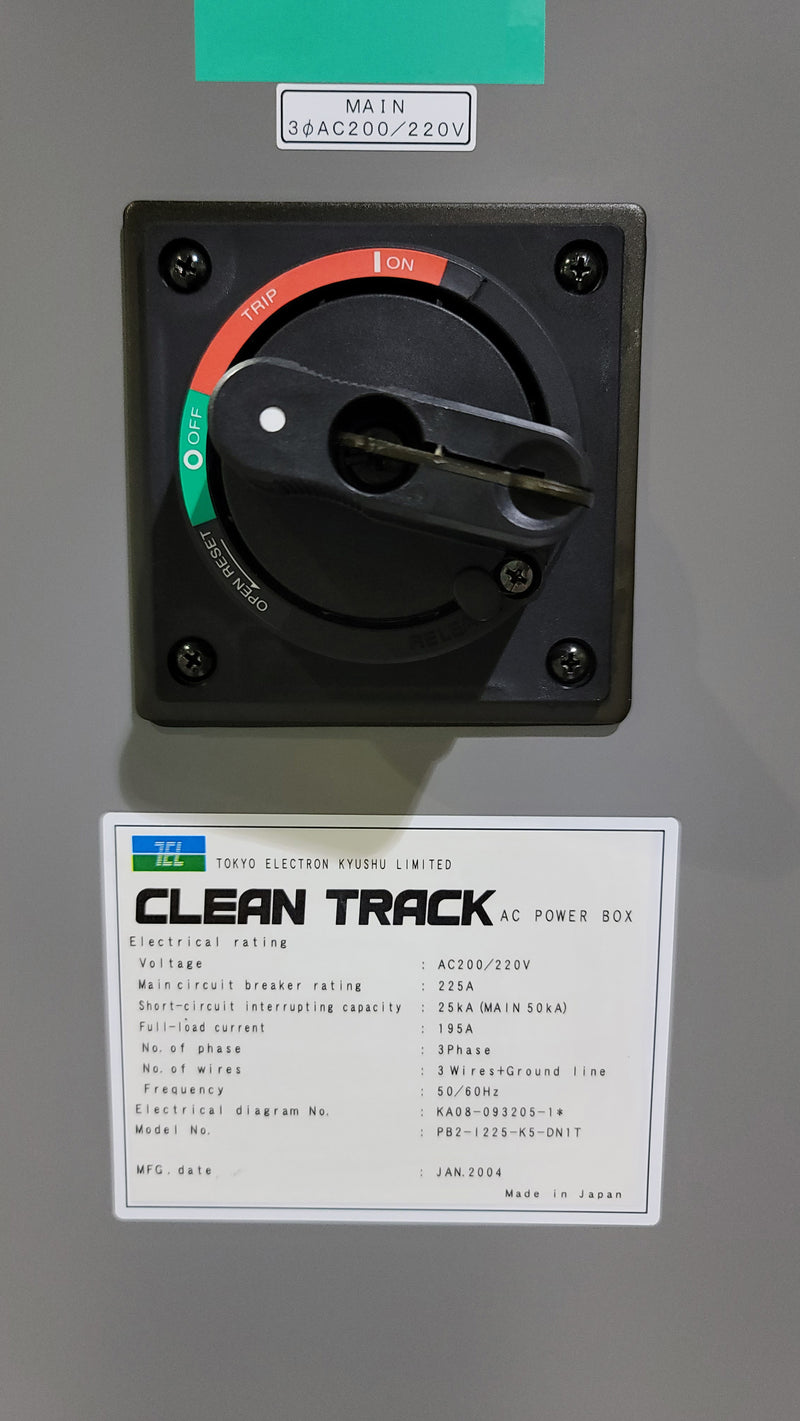 MAIN
3φAC200/220V
I ON
TRIP
O OFF
OPEN RESET
TEL TOKYO ELECTRON KYUSHU LIMITED
CLEAN TRACK AC POWER BOX
Electrical rating
Voltage : AC200/220V
Main circuit breaker rating : 225A
Short-circuit interrupting capacity : 25kA (MAIN 50kA)
Full-load current : 195A
No. of phase : 3Phase
No. of wires : 3 Wires+Ground line
Frequency : 50/60Hz
Electrical diagram No. : KA08-093205-1*
Model No. : PB2-1225-K5-DN1T
MFG. date : JAN. 2004
Made in Japan